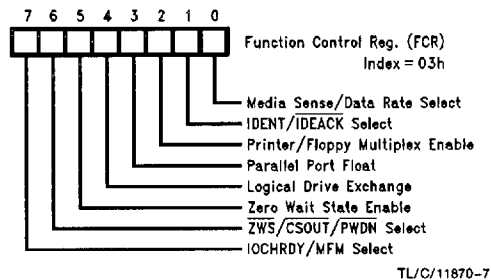 7 6 5 4 3 2 1 0
Function Control Reg. (FCR)
Index = 03h
Media Sense/Data Rate Select
IDENT/IDEACK Select
Printer/Floppy Multiplex Enable
Parallel Port Float
Logical Drive Exchange
Zero Wait State Enable
ZWS/CSOUT/PWDN Select
IOCHRDY/MFM Select
TL/C/11870-7